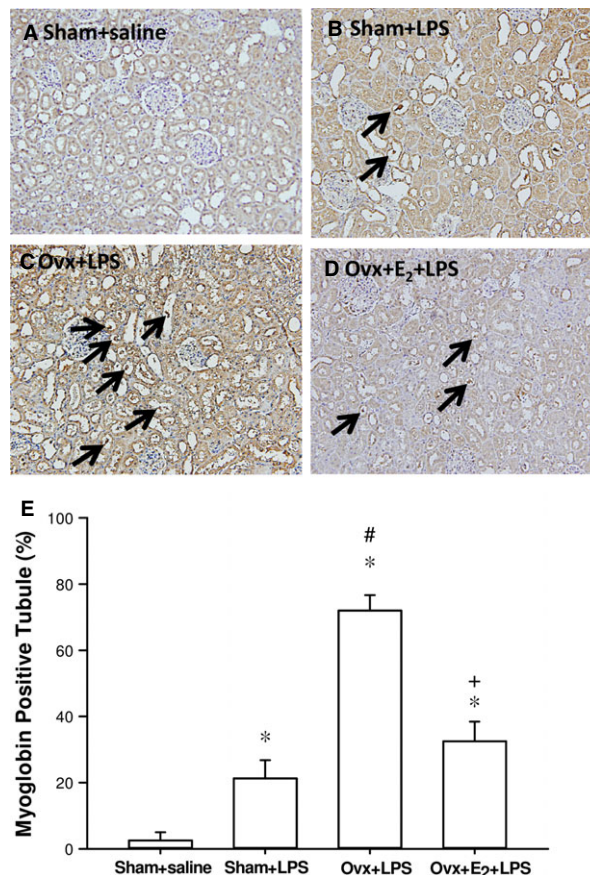 A Sham+saline
B Sham+LPS
C Ovx+LPS
D Ovx+E₂+LPS
E
Myoglobin Positive Tubule (%)
100
80
60
40
20
0
*
#
*
+
*
Sham+saline Sham+LPS Ovx+LPS Ovx+E₂+LPS